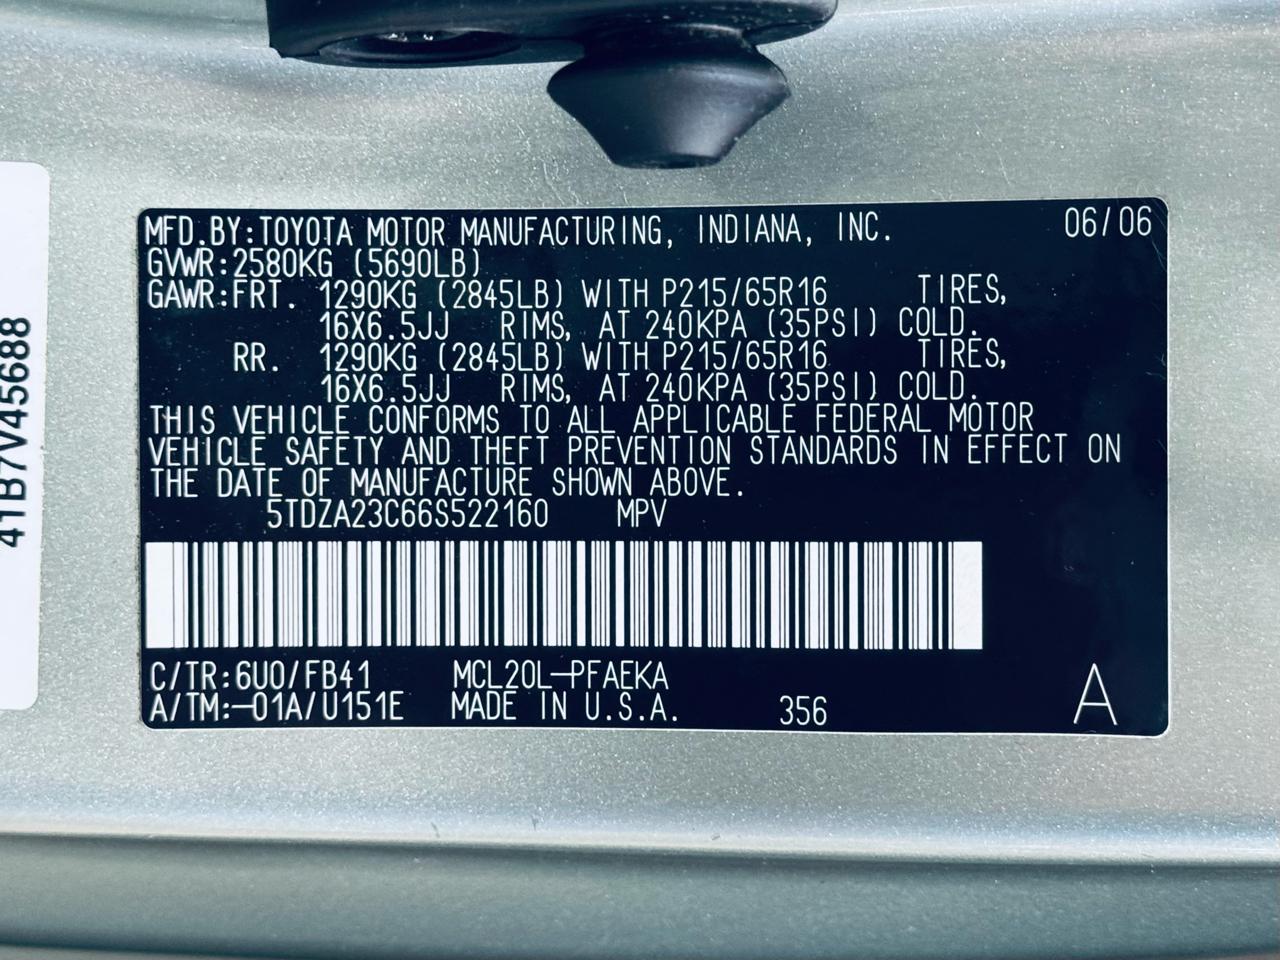 MFD.BY:TOYOTA MOTOR MANUFACTURING, INDIANA, INC. 06/06
GVWR:2580KG (5690LB)
GAWR:FRT. 1290KG (2845LB) WITH P215/65R16 TIRES,
16X6.5JJ RIMS, AT 240KPA (35PSI) COLD.
RR. 1290KG (2845LB) WITH P215/65R16 TIRES,
16X6.5JJ RIMS, AT 240KPA (35PSI) COLD.
THIS VEHICLE CONFORMS TO ALL APPLICABLE FEDERAL MOTOR
VEHICLE SAFETY AND THEFT PREVENTION STANDARDS IN EFFECT ON
THE DATE OF MANUFACTURE SHOWN ABOVE.
5TDZA23C66S522160 MPV
C/TR:6U0/FB41 MCL20L-PFAEKA
A/TM:-01A/U151E MADE IN U.S.A. 356 A
41B7V45688